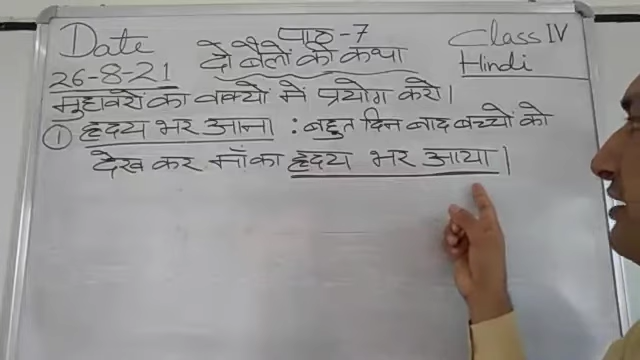 Date
26-8-21
पाठ-7
दो बैलों की कथा
Class IV
Hindi
मुहावरों का वाक्यों में प्रयोग करो।
① हृदय भर आना : बहुत दिन बाद बच्चों को
देख कर माँ का हृदय भर आया।